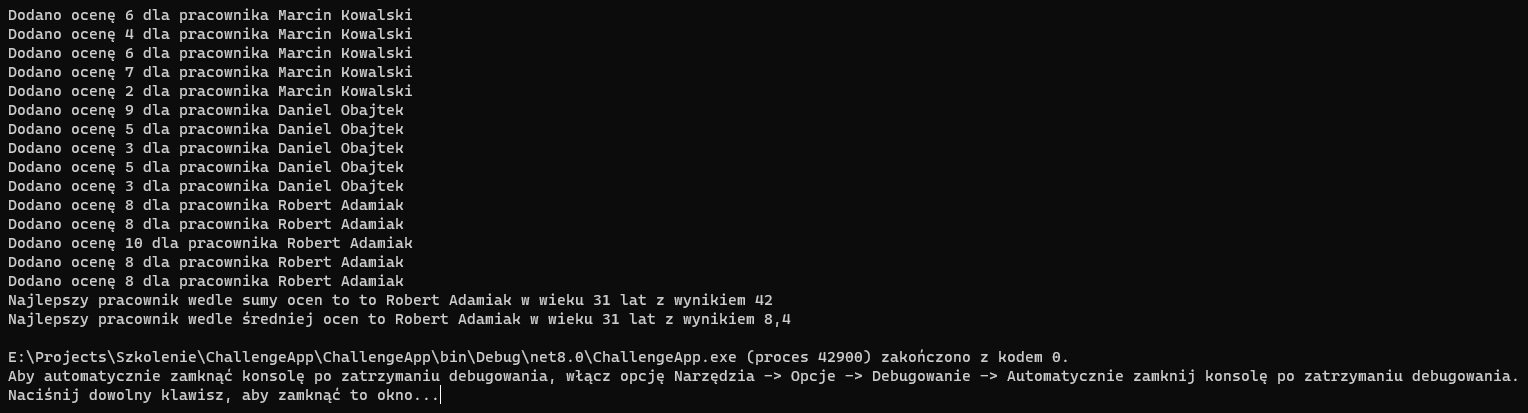 Dodano ocenę 6 dla pracownika Marcin Kowalski
Dodano ocenę 4 dla pracownika Marcin Kowalski
Dodano ocenę 6 dla pracownika Marcin Kowalski
Dodano ocenę 7 dla pracownika Marcin Kowalski
Dodano ocenę 2 dla pracownika Marcin Kowalski
Dodano ocenę 9 dla pracownika Daniel Obajtek
Dodano ocenę 5 dla pracownika Daniel Obajtek
Dodano ocenę 3 dla pracownika Daniel Obajtek
Dodano ocenę 5 dla pracownika Daniel Obajtek
Dodano ocenę 3 dla pracownika Daniel Obajtek
Dodano ocenę 8 dla pracownika Robert Adamiak
Dodano ocenę 8 dla pracownika Robert Adamiak
Dodano ocenę 10 dla pracownika Robert Adamiak
Dodano ocenę 8 dla pracownika Robert Adamiak
Dodano ocenę 8 dla pracownika Robert Adamiak
Najlepszy pracownik wedle sumy ocen to to Robert Adamiak w wieku 31 lat z wynikiem 42
Najlepszy pracownik wedle średniej ocen to Robert Adamiak w wieku 31 lat z wynikiem 8,4
E:\Projects\Szkolenie\ChallengeApp\ChallengeApp\bin\Debug\net8.0\ChallengeApp.exe (proces 42900) zakończono z kodem 0.
Aby automatycznie zamknąć konsolę po zatrzymaniu debugowania, włącz opcję Narzędzia -> Opcje -> Debugowanie -> Automatycznie zamknij konsolę po zatrzymaniu debugowania.
Naciśnij dowolny klawisz, aby zamknąć to okno...